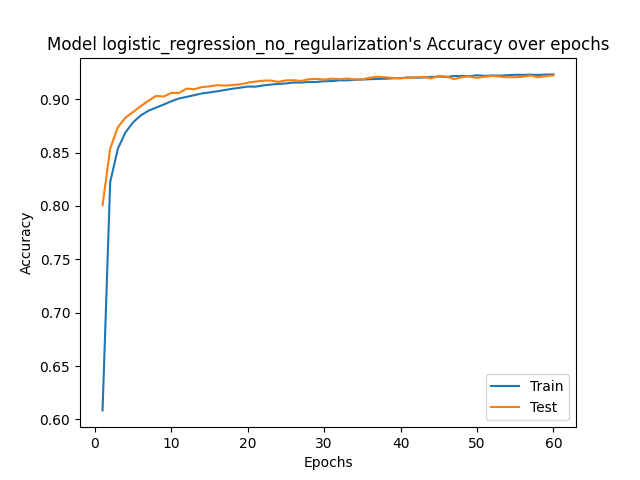 Model logistic_regression_no_regularization's Accuracy over epochs
Accuracy
0.90
0.85
0.80
0.75
0.70
0.65
0.60
0
10
20
30
40
50
60
Epochs
Train
Test